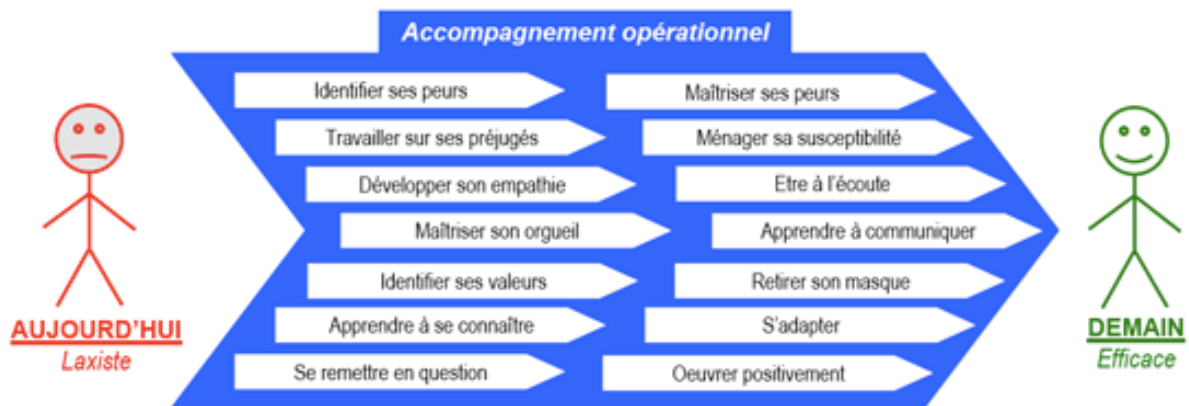 Accompagnement opérationnel
Identifier ses peurs
Maîtriser ses peurs
Travailler sur ses préjugés
Ménager sa susceptibilité
Développer son empathie
Etre à l'écoute
Maîtriser son orgueil
Apprendre à communiquer
Identifier ses valeurs
Retirer son masque
Apprendre à se connaître
S'adapter
Se remettre en question
Oeuvrer positivement
AUJOURD'HUI
Laxiste
DEMAIN
Efficace